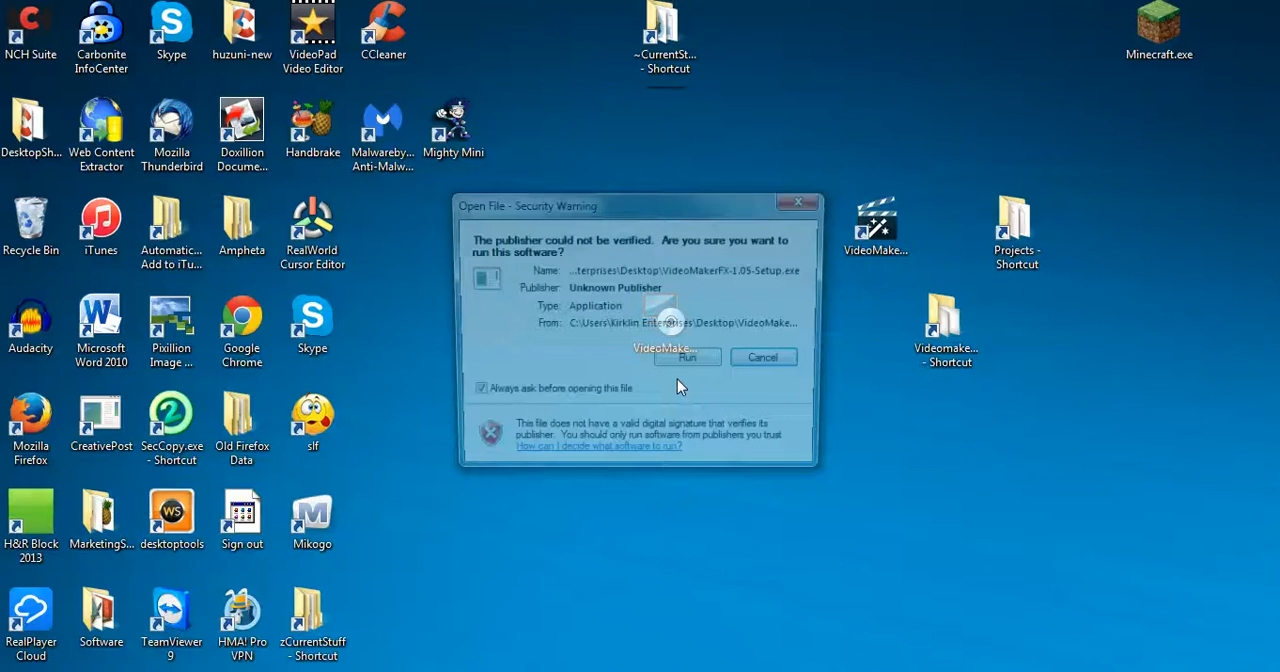 NCH Suite
Carbonite
InfoCenter
Skype
huzuni-new
VideoPad
Video Editor
CCleaner
~CurrentSt...
- Shortcut
Minecraft.exe
DesktopSh...
Web Content
Extractor
Mozilla
Thunderbird
Doxillion
Docume...
Handbrake
Malwareby...
Anti-Malw...
Mighty Mini
Recycle Bin
iTunes
Automatic...
Add to iTu...
Ampheta
RealWorld
Cursor Editor
VideoMake...
Projects -
Shortcut
Open File - Security Warning
The publisher could not be verified. Are you sure you want to
run this software?
Name: ...terprises\Desktop\VideoMakerFX-1.05-Setup.exe
Publisher: Unknown Publisher
Type: Application
From: C:\Users\Kirklin Enterprises\Desktop\VideoMake...
VideoMake...
Run
Cancel
Always ask before opening this file
This file does not have a valid digital signature that verifies its
publisher. You should only run software from publishers you trust
How can I decide what software to run?
Audacity
Microsoft
Word 2010
Pixillion
Image ...
Google
Chrome
Skype
Videomake...
- Shortcut
Mozilla
Firefox
CreativePost
SecCopy.exe
- Shortcut
Old Firefox
Data
slf
H&R Block
2013
MarketingS...
WS
desktoptools
Sign out
Mikogo
RealPlayer
Cloud
Software
TeamViewer
9
HMA! Pro
VPN
zCurrentStuff
- Shortcut